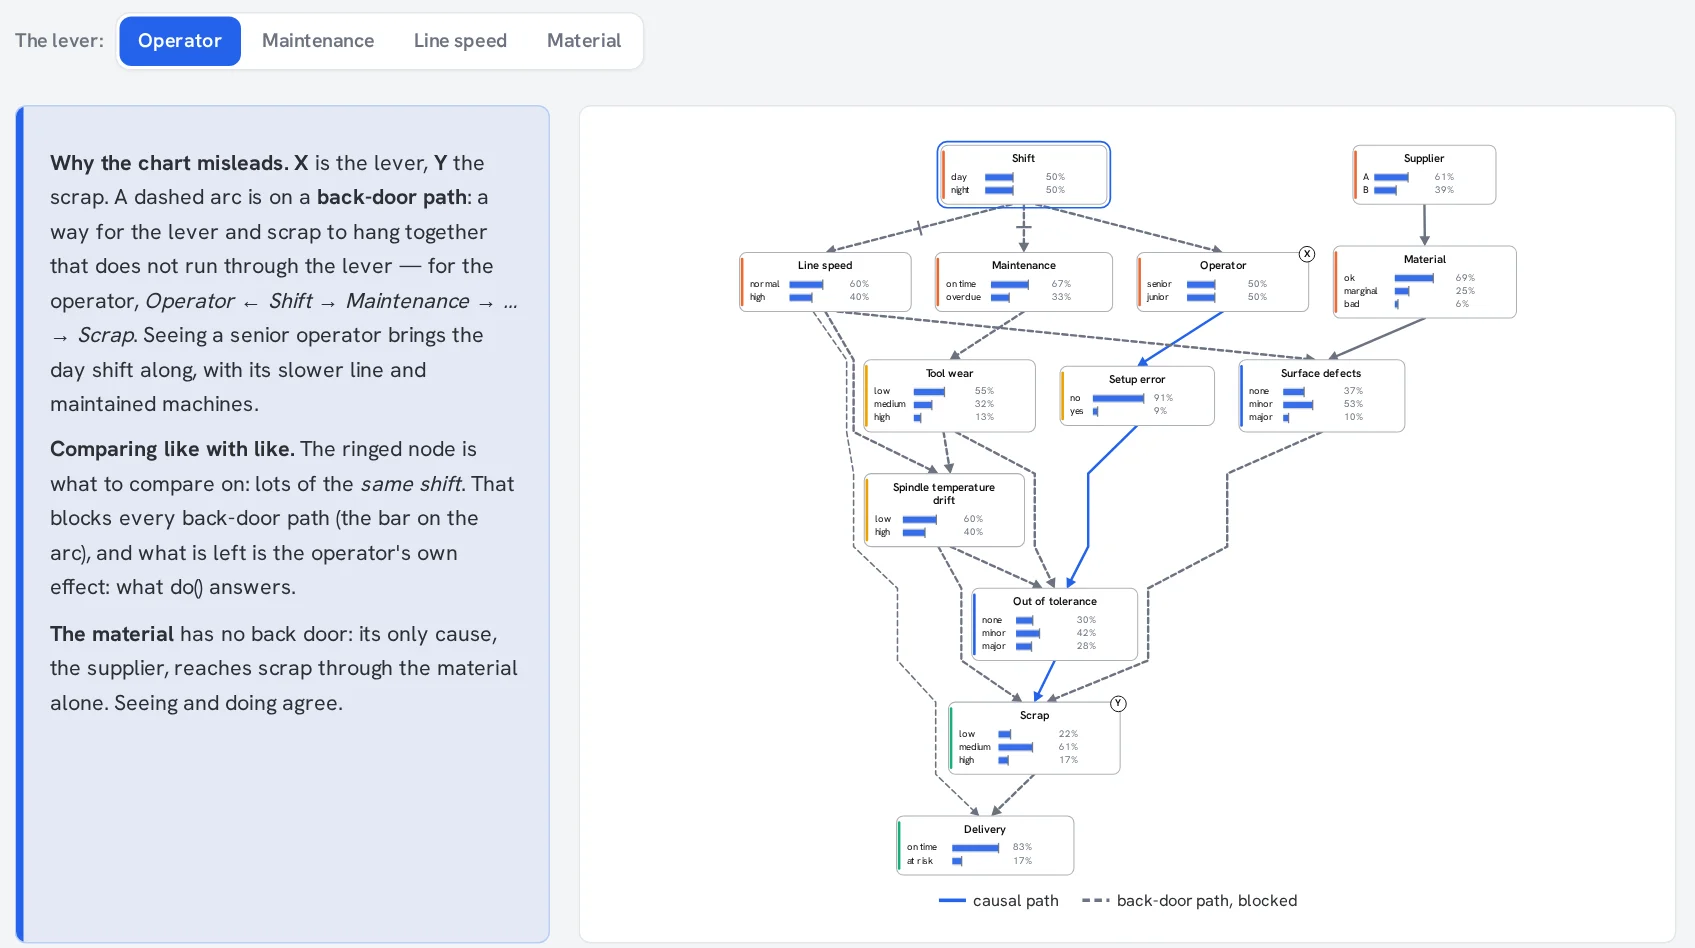 The lever: Operator Maintenance Line speed Material
Why the chart misleads. X is the lever, Y the
scrap. A dashed arc is on a back-door path: a
way for the lever and scrap to hang together
that does not run through the lever — for the
operator, Operator ← Shift → Maintenance → ...
→ Scrap. Seeing a senior operator brings the
day shift along, with its slower line and
maintained machines.
Comparing like with like. The ringed node is
what to compare on: lots of the same shift. That
blocks every back-door path (the bar on the
arc), and what is left is the operator's own
effect: what do() answers.
The material has no back door: its only cause,
the supplier, reaches scrap through the material
alone. Seeing and doing agree.
Shift
day 50%
night 50%
Supplier
A 61%
B 39%
Line speed
normal 60%
high 40%
Maintenance
on time 67%
overdue 33%
X
Operator
senior 50%
junior 50%
Material
ok 69%
marginal 25%
bad 6%
Tool wear
low 55%
medium 32%
high 13%
Setup error
no 91%
yes 9%
Surface defects
none 37%
minor 53%
major 10%
Spindle temperature
drift
low 60%
high 40%
Out of tolerance
none 30%
minor 42%
major 28%
Y
Scrap
low 22%
medium 61%
high 17%
Delivery
on time 83%
at risk 17%
causal path back-door path, blocked